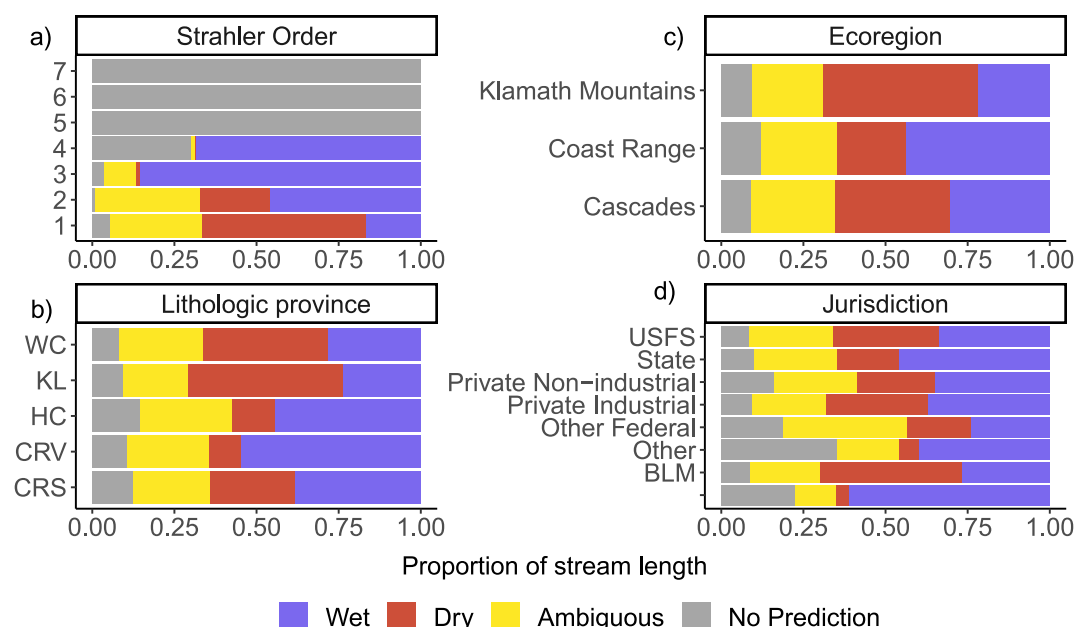 a)
Strahler Order
7
6
5
4
3
2
1
0.00 0.25 0.50 0.75 1.00
b)
Lithologic province
WC
KL
HC
CRV
CRS
0.00 0.25 0.50 0.75 1.00
c)
Ecoregion
Klamath Mountains
Coast Range
Cascades
0.00 0.25 0.50 0.75 1.00
d)
Jurisdiction
USFS
State
Private Non−industrial
Private Industrial
Other Federal
Other
BLM
0.00 0.25 0.50 0.75 1.00
Proportion of stream length
Wet Dry Ambiguous No Prediction